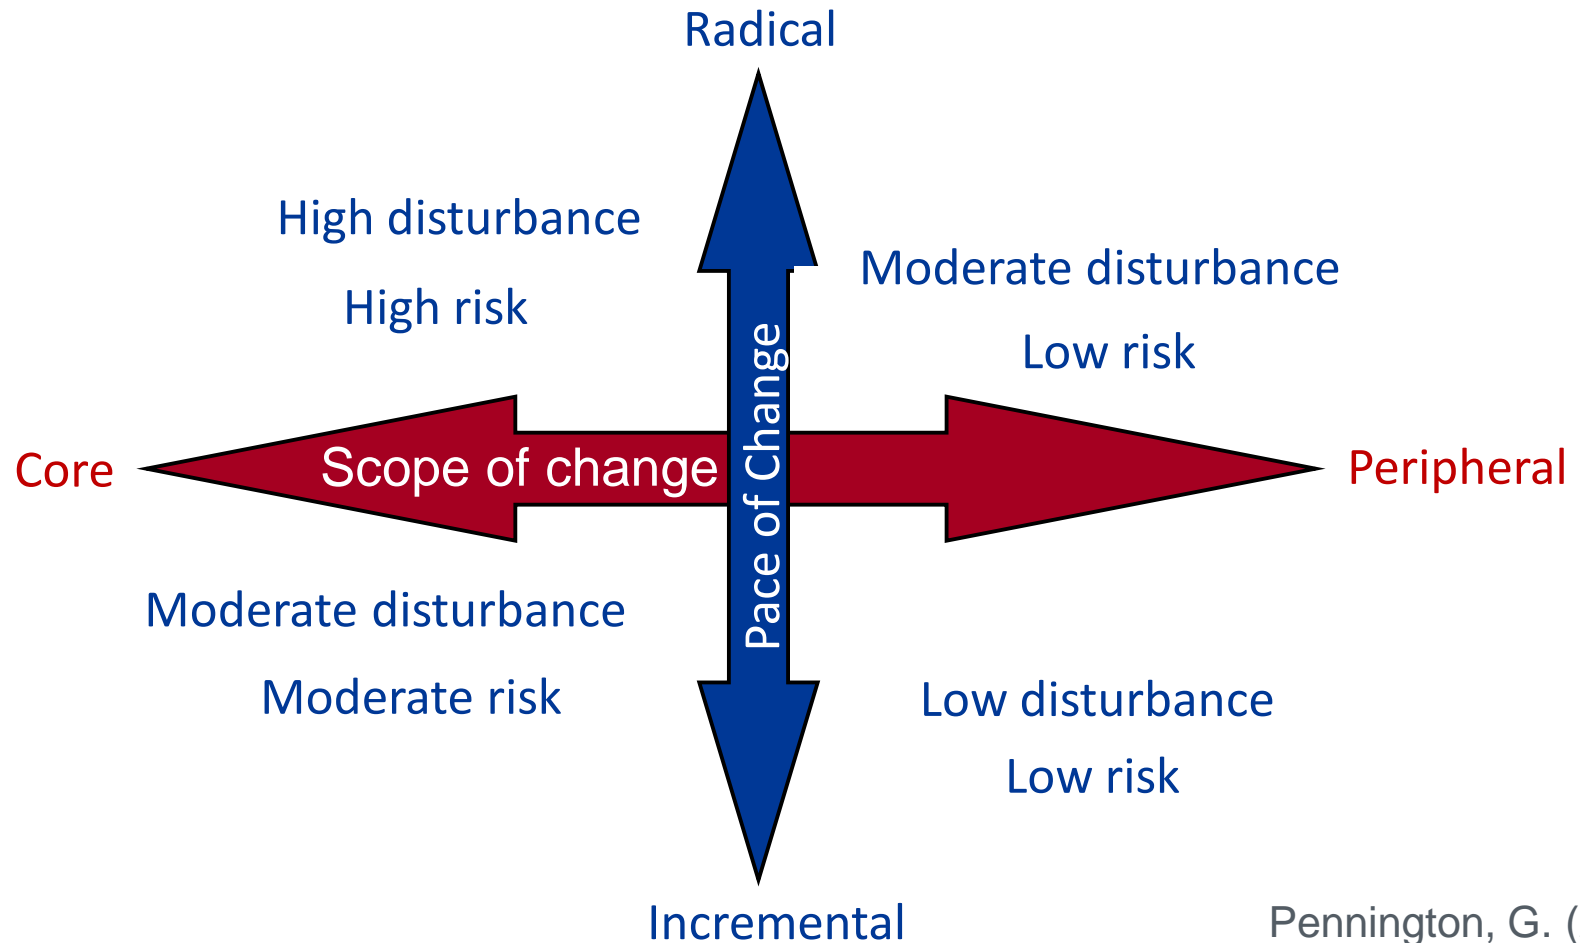 Radical
High disturbance
High risk
Moderate disturbance
Low risk
Core
Scope of change
Pace of Change
Peripheral
Moderate disturbance
Moderate risk
Low disturbance
Low risk
Incremental
Pennington, G. (